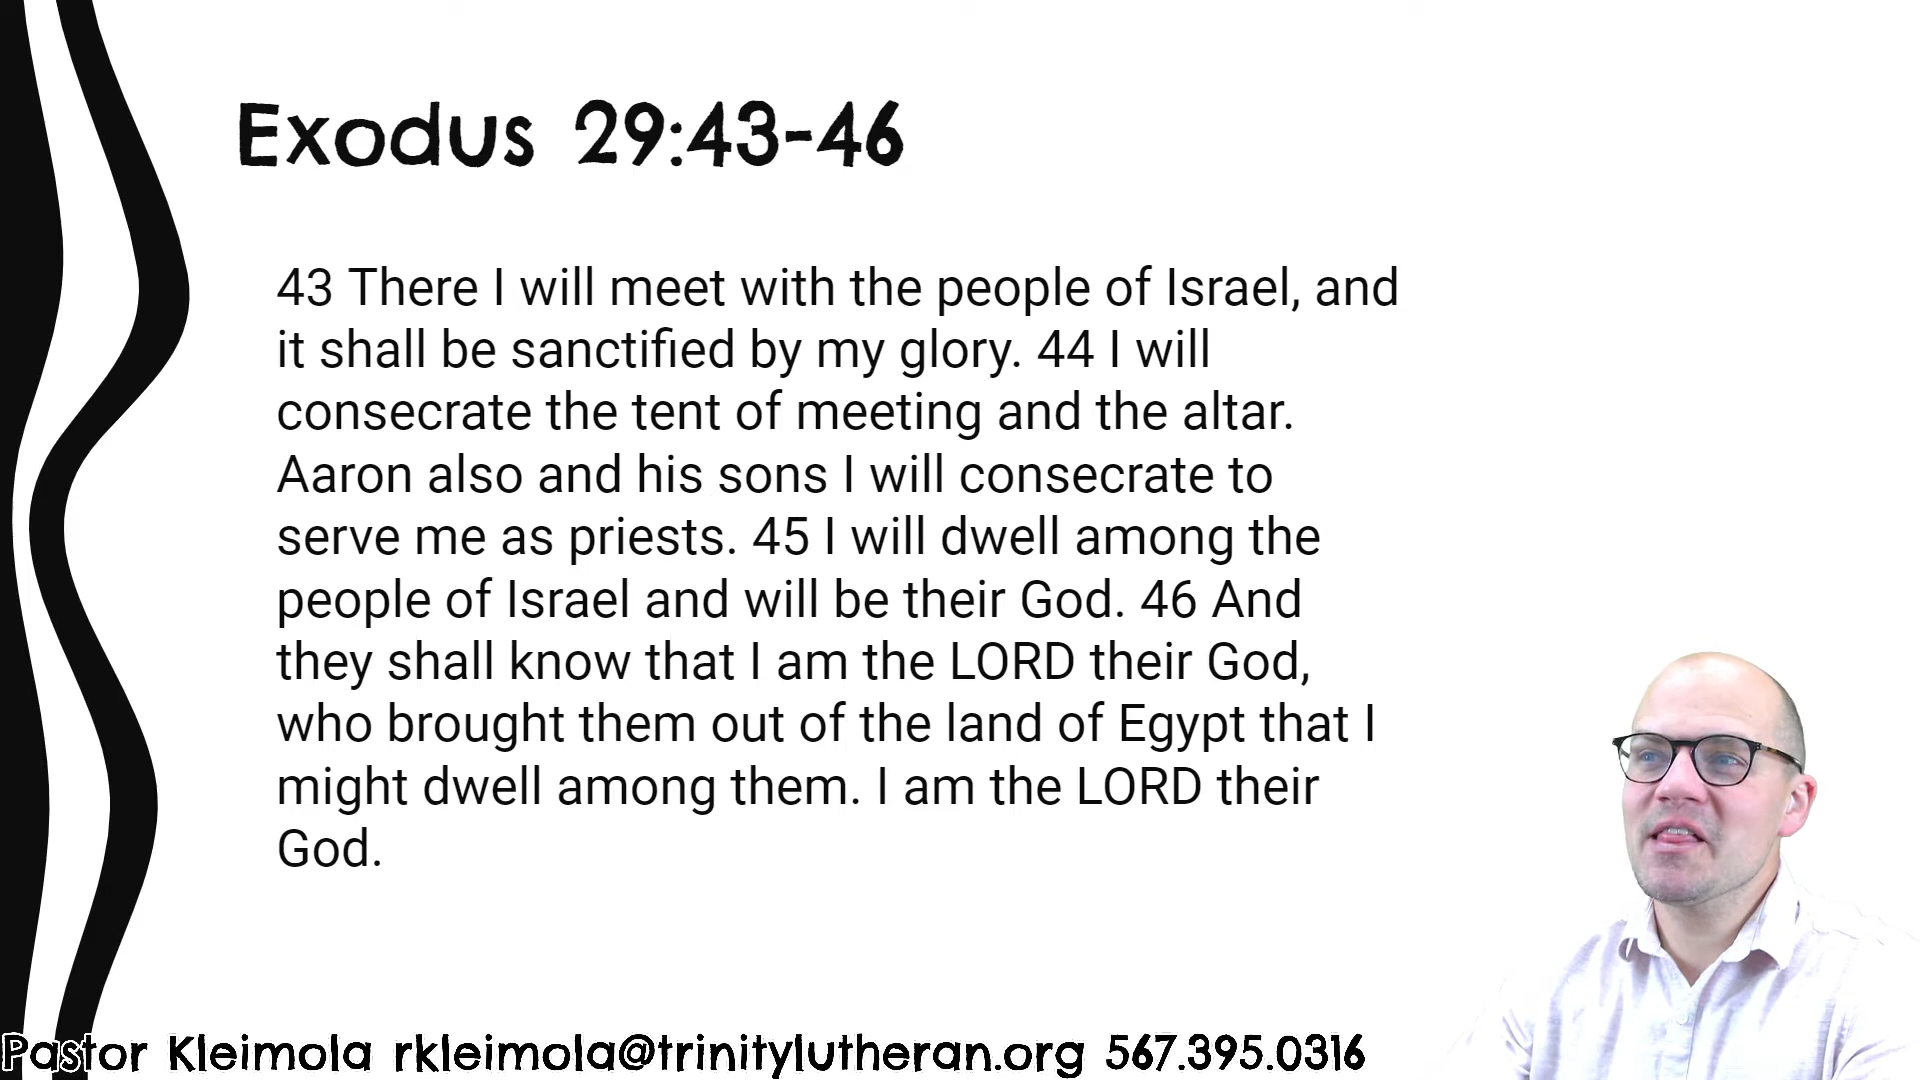 Exodus 29:43-46
43 There I will meet with the people of Israel, and
it shall be sanctified by my glory. 44 I will
consecrate the tent of meeting and the altar.
Aaron also and his sons I will consecrate to
serve me as priests. 45 I will dwell among the
people of Israel and will be their God. 46 And
they shall know that I am the LORD their God,
who brought them out of the land of Egypt that I
might dwell among them. I am the LORD their
God.
Pastor Kleimola rkleimola@trinitylutheran.org 567.395.0316